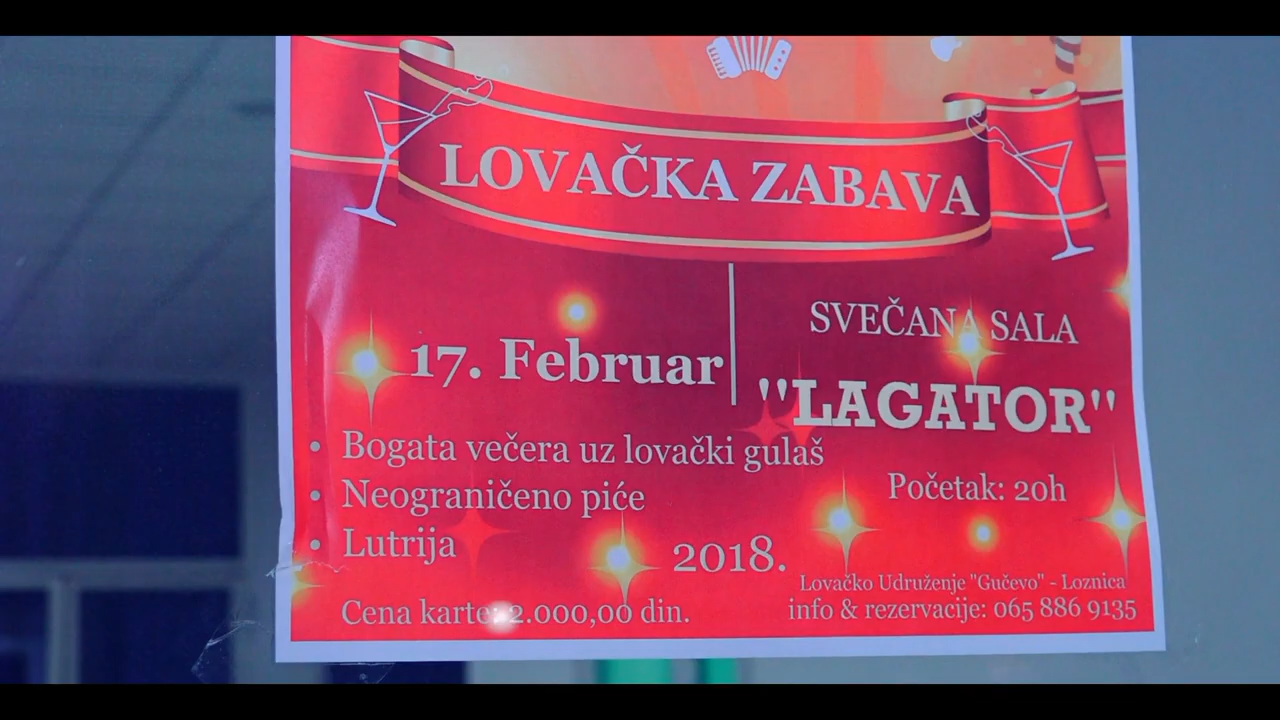 LOVAČKA ZABAVA
17. Februar
SVEČANA SALA
"LAGATOR"
Početak: 20h
• Bogata večera uz lovački gulaš
• Neograničeno piće
• Lutrija
2018.
Cena karte: 2.000,00 din.
Lovačko Udruženje "Gučevo" - Loznica
info & rezervacije: 065 886 9135